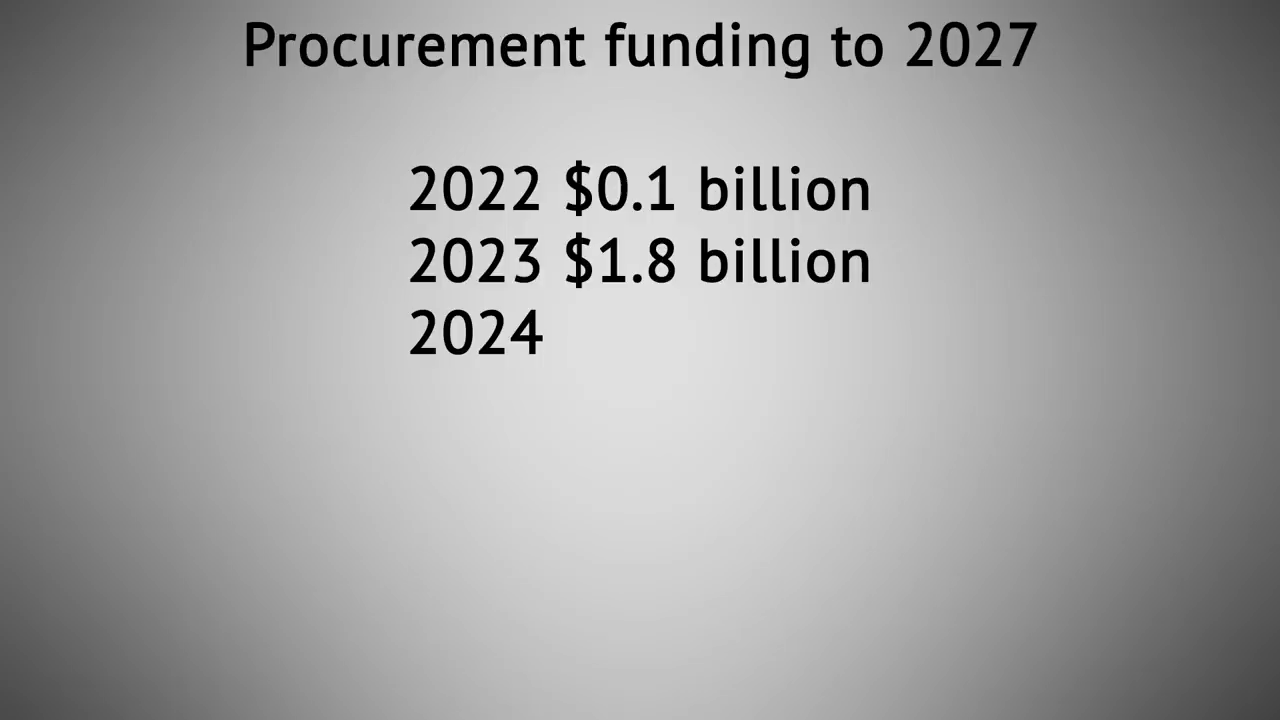 Procurement funding to 2027
2022 $0.1 billion
2023 $1.8 billion
2024